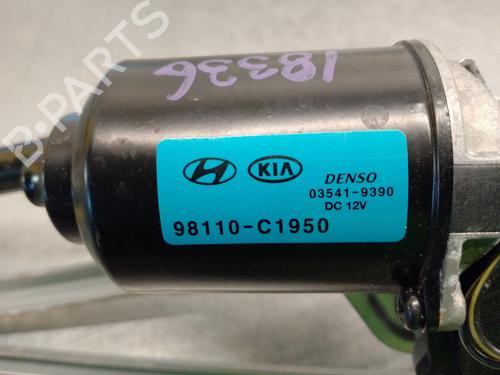 18336
B-PARTS
KIA
DENSO
03541-9390
DC 12V
98110-C1950